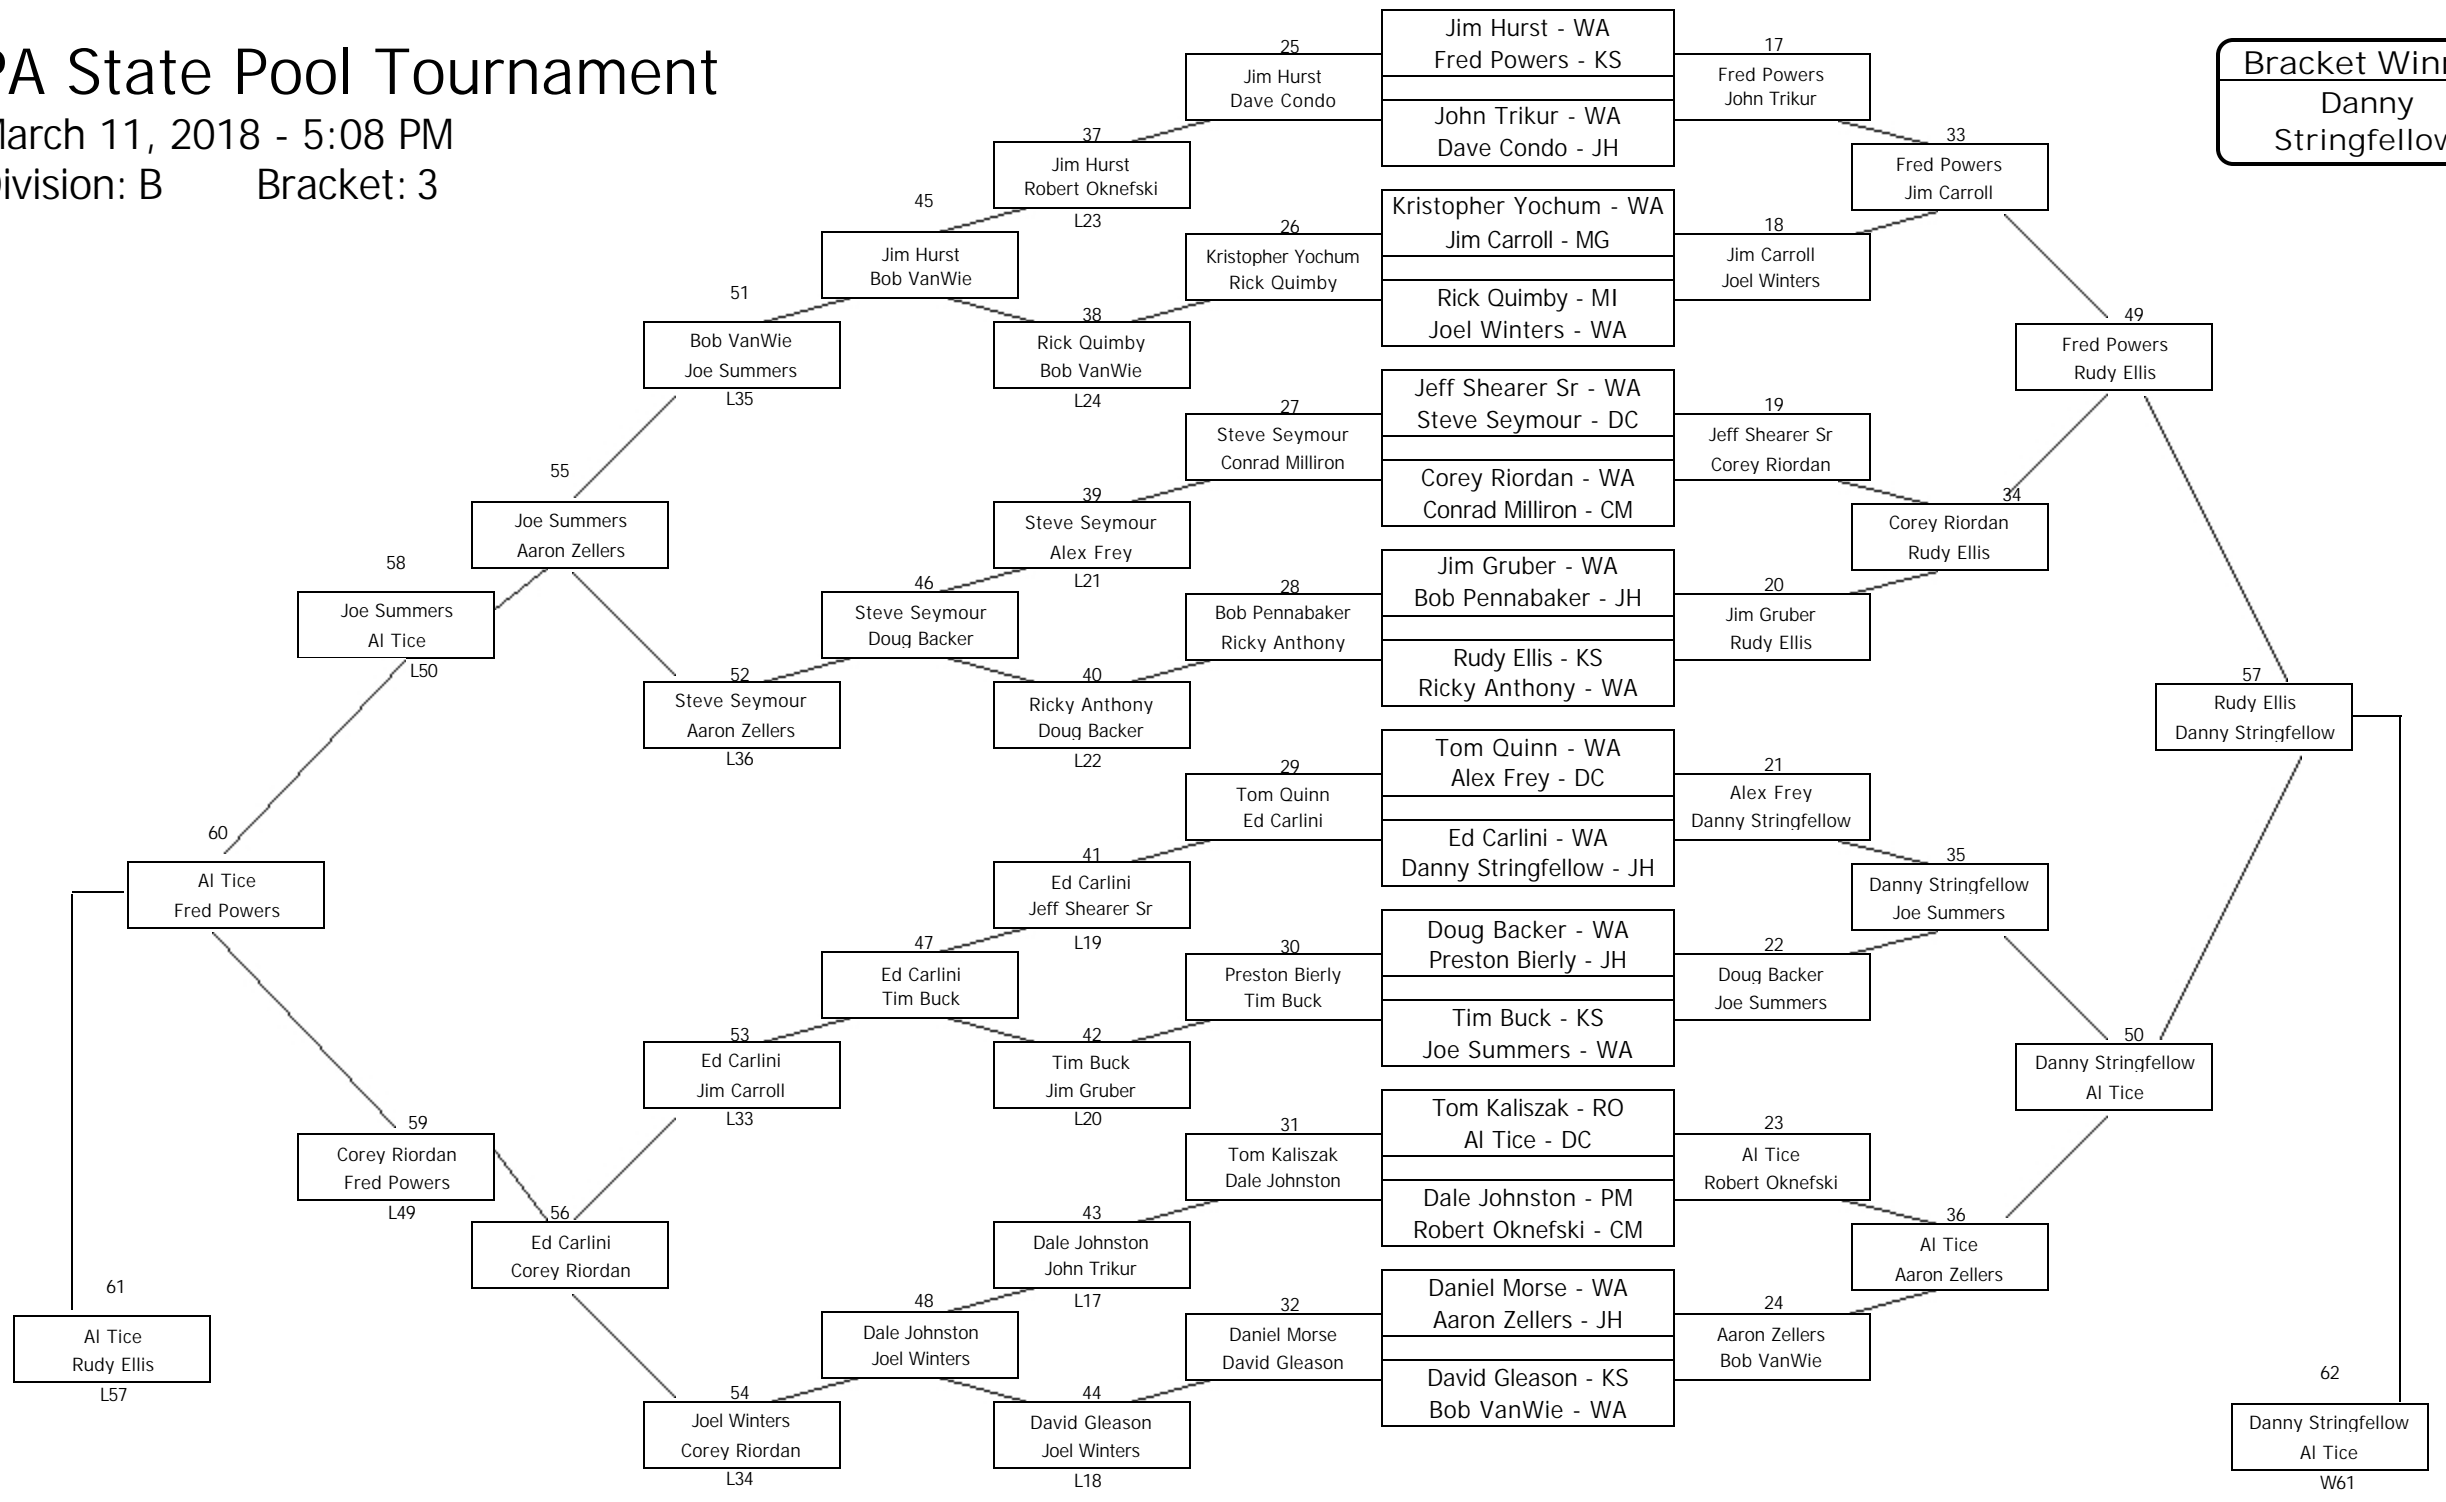 PA State Pool Tournament
March 11, 2018 - 5:08 PM
Division: B Bracket: 3
Bracket Winn
Danny
Stringfellow
Jim Hurst - WA
Fred Powers - KS
John Trikur - WA
Dave Condo - JH
Kristopher Yochum - WA
Jim Carroll - MG
Rick Quimby - MI
Joel Winters - WA
Jeff Shearer Sr - WA
Steve Seymour - DC
Corey Riordan - WA
Conrad Milliron - CM
Jim Gruber - WA
Bob Pennabaker - JH
Rudy Ellis - KS
Ricky Anthony - WA
Tom Quinn - WA
Alex Frey - DC
Ed Carlini - WA
Danny Stringfellow - JH
Doug Backer - WA
Preston Bierly - JH
Tim Buck - KS
Joe Summers - WA
Tom Kaliszak - RO
Al Tice - DC
Dale Johnston - PM
Robert Oknefski - CM
Daniel Morse - WA
Aaron Zellers - JH
David Gleason - KS
Bob VanWie - WA
17
Fred Powers
John Trikur
18
Jim Carroll
Joel Winters
19
Jeff Shearer Sr
Corey Riordan
20
Jim Gruber
Rudy Ellis
21
Alex Frey
Danny Stringfellow
22
Doug Backer
Joe Summers
23
Al Tice
Robert Oknefski
24
Aaron Zellers
Bob VanWie
25
Jim Hurst
Dave Condo
26
Kristopher Yochum
Rick Quimby
27
Steve Seymour
Conrad Milliron
28
Bob Pennabaker
Ricky Anthony
29
Tom Quinn
Ed Carlini
30
Preston Bierly
Tim Buck
31
Tom Kaliszak
Dale Johnston
32
Daniel Morse
David Gleason
33
Fred Powers
Jim Carroll
34
Corey Riordan
Rudy Ellis
35
Danny Stringfellow
Joe Summers
36
Al Tice
Aaron Zellers
37
Jim Hurst
Robert Oknefski
L23
38
Rick Quimby
Bob VanWie
L24
39
Steve Seymour
Alex Frey
L21
40
Ricky Anthony
Doug Backer
L22
41
Ed Carlini
Jeff Shearer Sr
L19
42
Tim Buck
Jim Gruber
L20
43
Dale Johnston
John Trikur
L17
44
David Gleason
Joel Winters
L18
45
Jim Hurst
Bob VanWie
46
Steve Seymour
Doug Backer
47
Ed Carlini
Tim Buck
48
Dale Johnston
Joel Winters
49
Fred Powers
Rudy Ellis
50
Danny Stringfellow
Al Tice
51
Bob VanWie
Joe Summers
L35
52
Steve Seymour
Aaron Zellers
L36
53
Ed Carlini
Jim Carroll
L33
54
Joel Winters
Corey Riordan
L34
55
Joe Summers
Aaron Zellers
56
Ed Carlini
Corey Riordan
57
Rudy Ellis
Danny Stringfellow
58
Joe Summers
Al Tice
L50
59
Corey Riordan
Fred Powers
L49
60
Al Tice
Fred Powers
61
Al Tice
Rudy Ellis
L57
62
Danny Stringfellow
Al Tice
W61